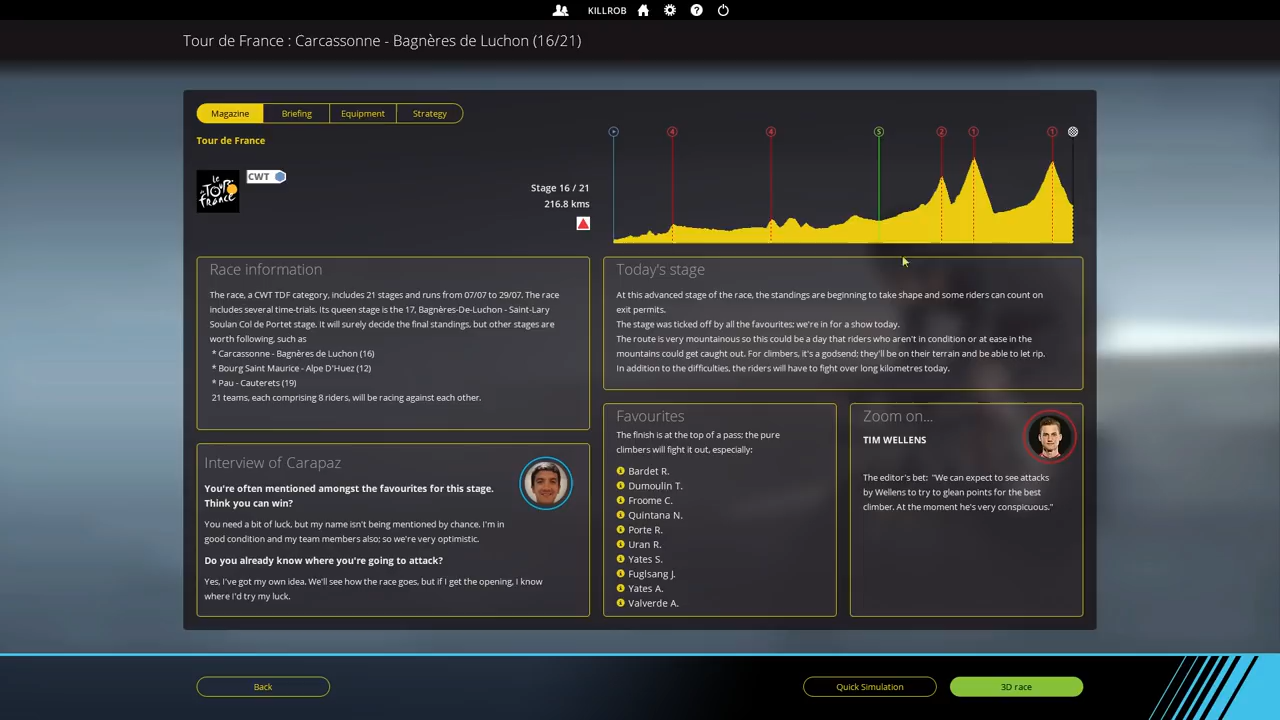 KILLROB
Tour de France : Carcassonne - Bagnères de Luchon (16/21)
Magazine
Briefing
Equipment
Strategy
Tour de France
LE TOUR de france
CWT
Stage 16 / 21
216.8 kms
4
4
S
2
1
1
Race information
The race, a CWT TDF category, includes 21 stages and runs from 07/07 to 29/07. The race
includes several time-trials. Its queen stage is the 17, Bagnères-De-Luchon - Saint-Lary
Soulan Col de Portet stage. It will surely decide the final standings, but other stages are
worth following, such as
* Carcassonne - Bagnères de Luchon (16)
* Bourg Saint Maurice - Alpe D'Huez (12)
* Pau - Cauterets (19)
21 teams, each comprising 8 riders, will be racing against each other.
Today's stage
At this advanced stage of the race, the standings are beginning to take shape and some riders can count on
exit permits.
The stage was ticked off by all the favourites; we're in for a show today.
The route is very mountainous so this could be a day that riders who aren't in condition or at ease in the
mountains could get caught out. For climbers, it's a godsend; they'll be on their terrain and be able to let rip.
In addition to the difficulties, the riders will have to fight over long kilometres today.
Interview of Carapaz
You're often mentioned amongst the favourites for this stage.
Think you can win?
You need a bit of luck, but my name isn't being mentioned by chance. I'm in
good condition and my team members also; so we're very optimistic.
Do you already know where you're going to attack?
Yes, I've got my own idea. We'll see how the race goes, but if I get the opening, I know
where I'd try my luck.
Favourites
The finish is at the top of a pass; the pure
climbers will fight it out, especially:
Bardet R.
Dumoulin T.
Froome C.
Quintana N.
Porte R.
Uran R.
Yates S.
Fuglsang J.
Yates A.
Valverde A.
Zoom on...
TIM WELLENS
The editor's bet: "We can expect to see attacks
by Wellens to try to glean points for the best
climber. At the moment he's very conspicuous."
Back
Quick Simulation
3D race